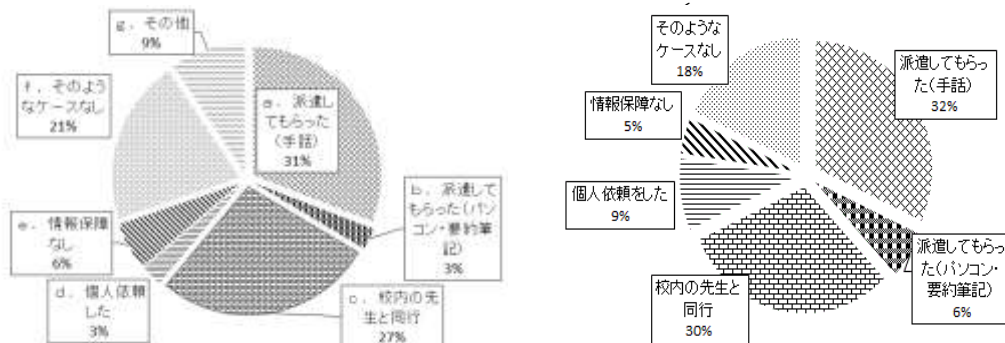 g．その他
9%
a．派遣し
てもらった
（手話）
31%
b．派遣して
もらった（パソ
コン・要約筆
記）
3%
c．校内の先
生と同行
27%
d．個人依頼
した
3%
e．情報保障
なし
6%
f．そのよう
なケースなし
21%
そのような
ケースなし
18%
派遣してもらっ
た（手話）
32%
派遣してもらっ
た（パソコン・
要約筆記）
6%
校内の先生と
同行
30%
個人依頼をした
9%
情報保障なし
5%